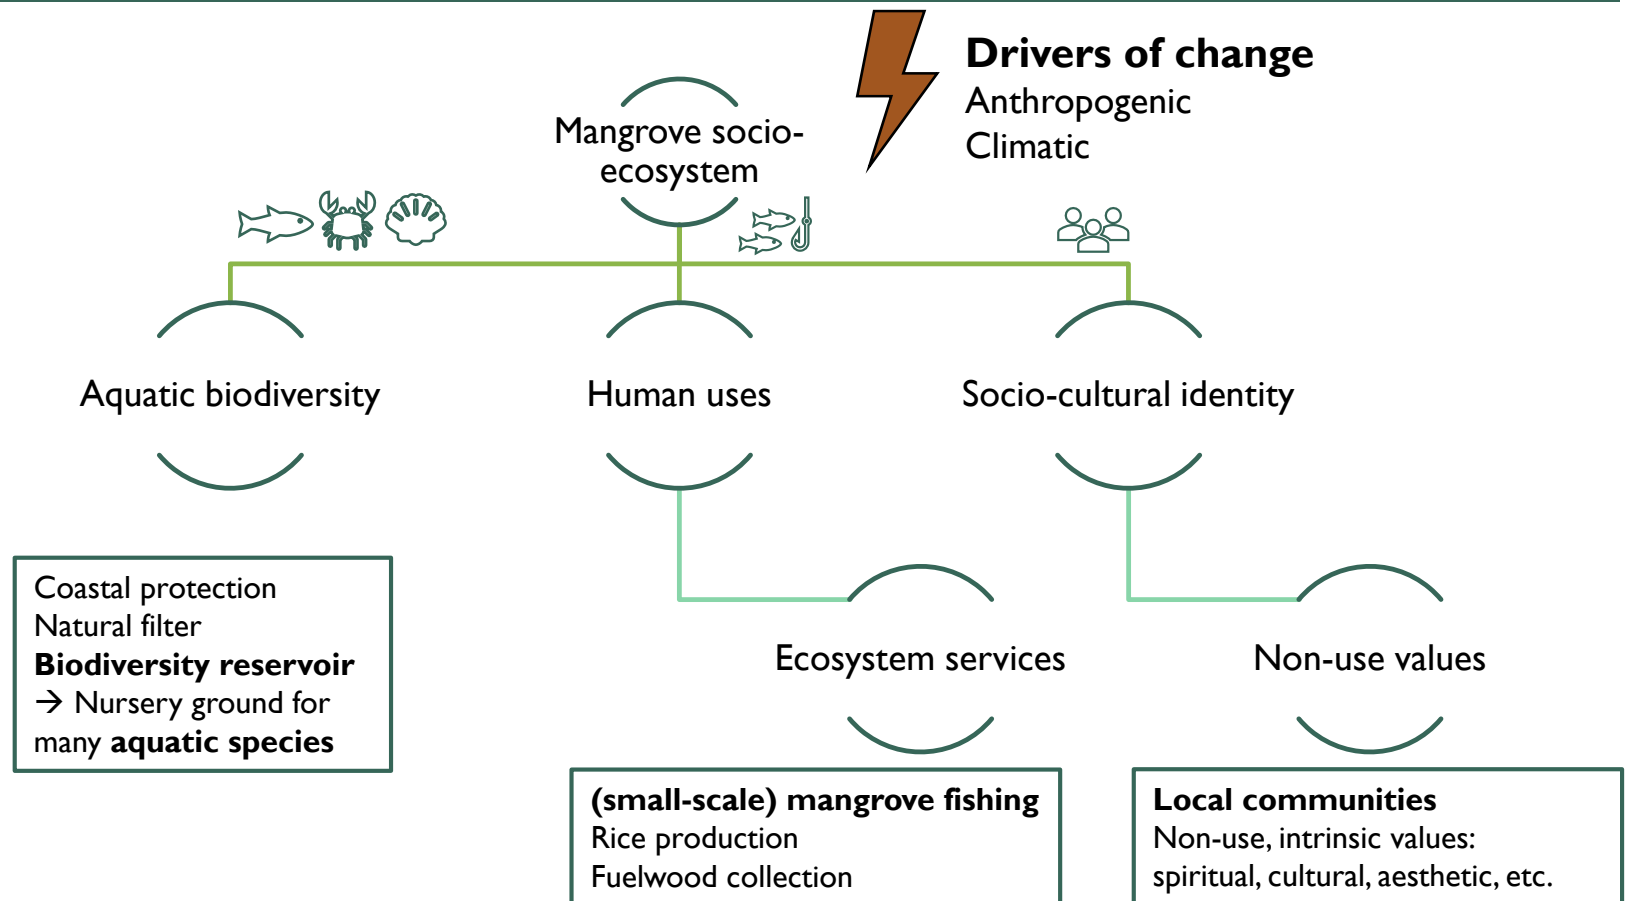 Drivers of change
Anthropogenic
Climatic
Mangrove socio-
ecosystem
Aquatic biodiversity
Human uses
Socio-cultural identity
Coastal protection
Natural filter
Biodiversity reservoir
→ Nursery ground for
many aquatic species
Ecosystem services
Non-use values
(small-scale) mangrove fishing
Rice production
Fuelwood collection
Local communities
Non-use, intrinsic values:
spiritual, cultural, aesthetic, etc.